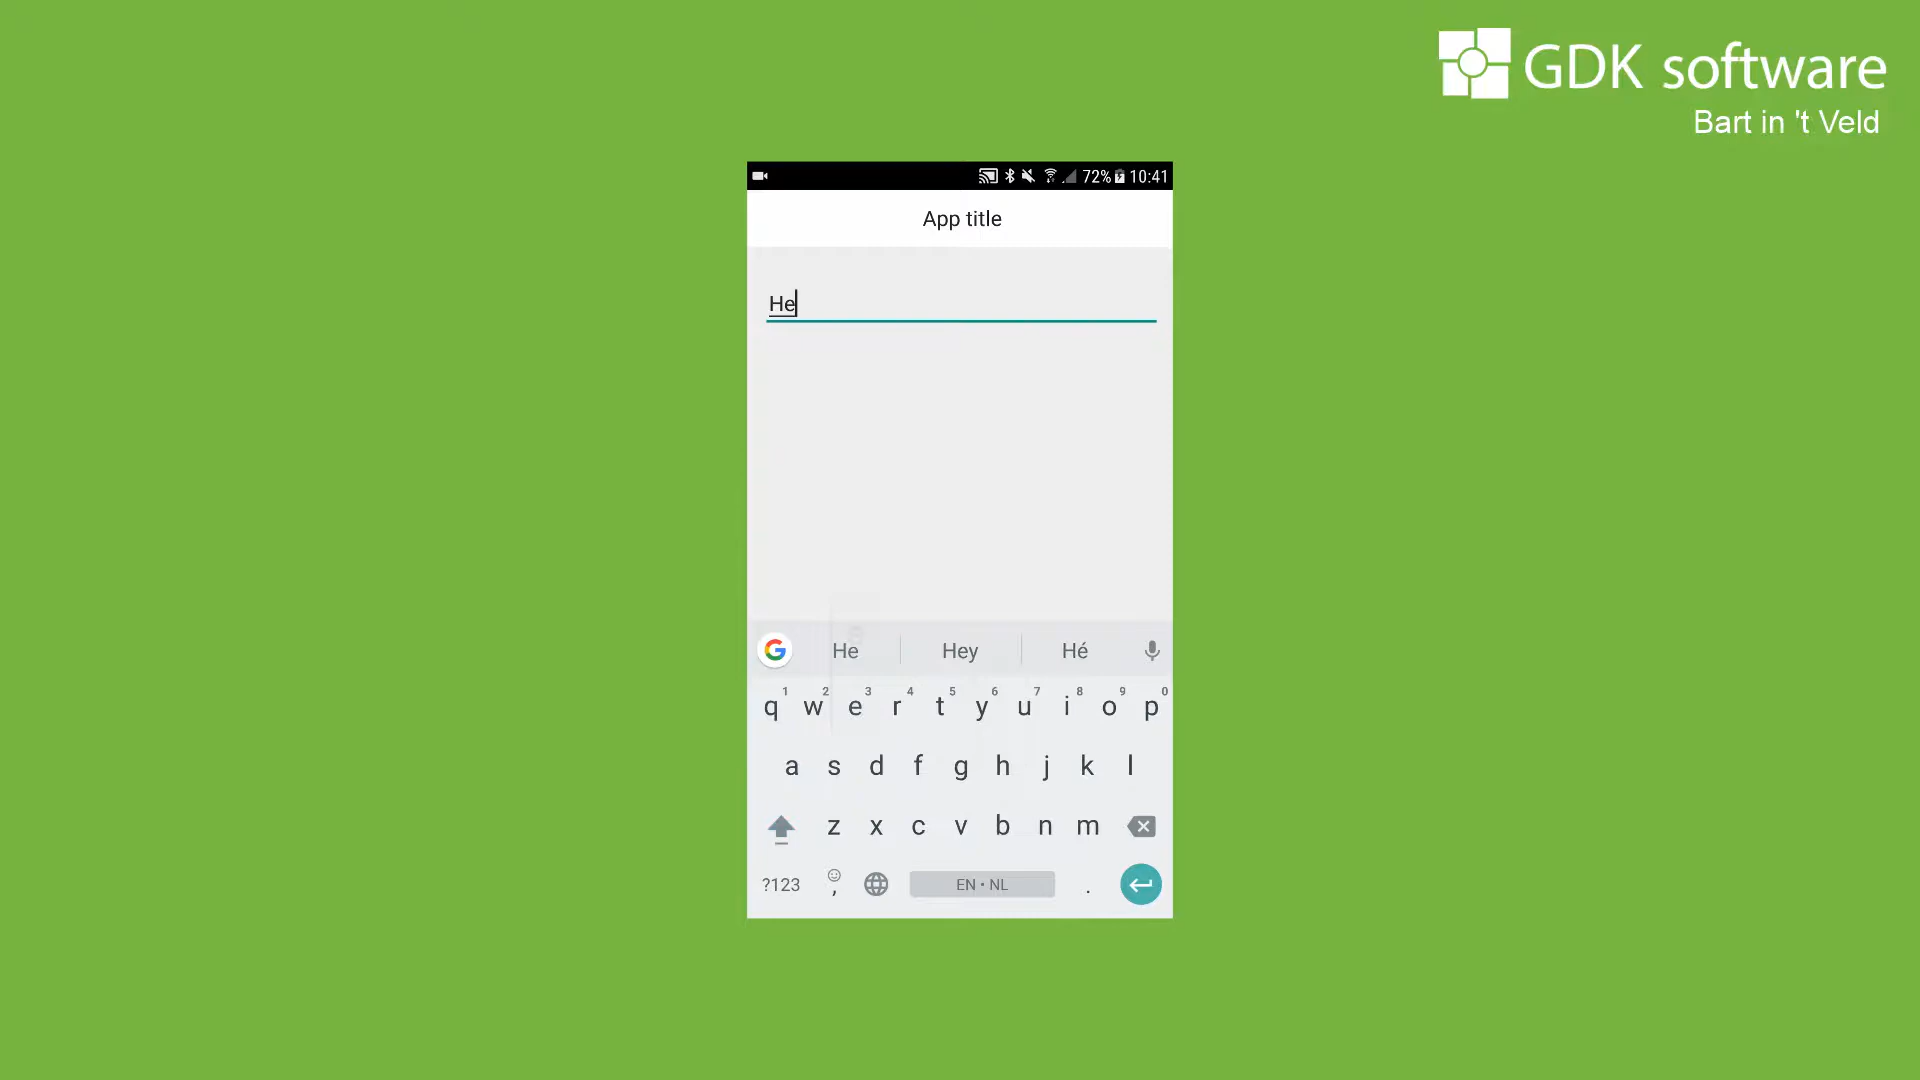 GDK software
Bart in 't Veld
72% 10:41
App title
He
He Hey Hé
1 2 3 4 5 6 7 8 9 0
q w e r t y u i o p
a s d f g h j k l
z x c v b n m
?123 , EN • NL .